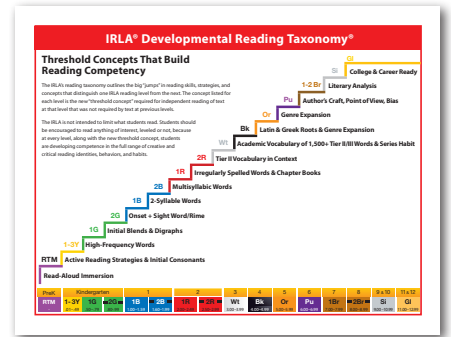 IRLA® Developmental Reading Taxonomy®
Threshold Concepts That Build
Reading Competency
The IRLA's reading taxonomy outlines the big "jumps" in reading skills, strategies, and
concepts that distinguish one IRLA reading level from the next. The concept listed for
each level is the new "threshold concept" required for independent reading of text
at that level that was not required by text at previous levels.
The IRLA is not intended to limit what students read. Students should
be encouraged to read anything of interest, leveled or not, because
at every level, along with the new threshold concept, students
are developing competence in the full range of creative and
critical reading identities, behaviors, and habits.
GI
College & Career Ready
Si
Literary Analysis
1-2 Br
Author's Craft, Point of View, Bias
Pu
Genre Expansion
Or
Latin & Greek Roots & Genre Expansion
Bk
Academic Vocabulary of 1,500+ Tier II/III Words & Series Habit
Wt
Tier II Vocabulary in Context
2R
Irregularly Spelled Words & Chapter Books
1R
Multisyllabic Words
2B
2-Syllable Words
1B
Onset + Sight Word/Rime
2G
Initial Blends & Digraphs
1G
High-Frequency Words
1-3Y
Active Reading Strategies & Initial Consonants
RTM
Read-Aloud Immersion
PreK Kindergarten 1 2 3 4 5 6 7 8 9 & 10 11 & 12
RTM 1-3Y 1G 2G 1B 2B 1R 2R Wt Bk Or Pu 1Br 2Br Si GI